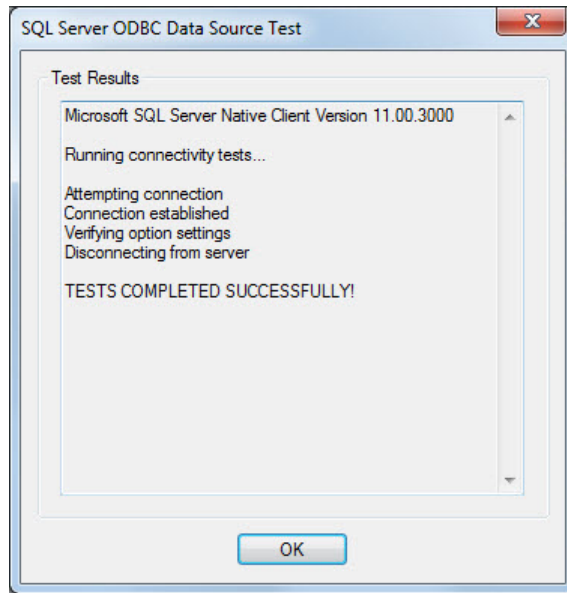 SQL Server ODBC Data Source Test
Test Results
Microsoft SQL Server Native Client Version 11.00.3000
Running connectivity tests...
Attempting connection
Connection established
Verifying option settings
Disconnecting from server
TESTS COMPLETED SUCCESSFULLY!
OK